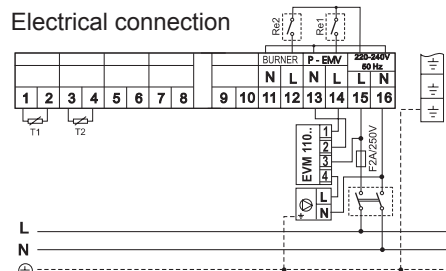 Electrical connection
Re2 Re1
BURNER P - EMV 220-240V
50 Hz
N L N L L N
1 2 3 4 5 6 7 8 9 10 11 12 13 14 15 16
T1 T2
EVM 110..
1
2
3
4
F2A/250V
L
N
L
N